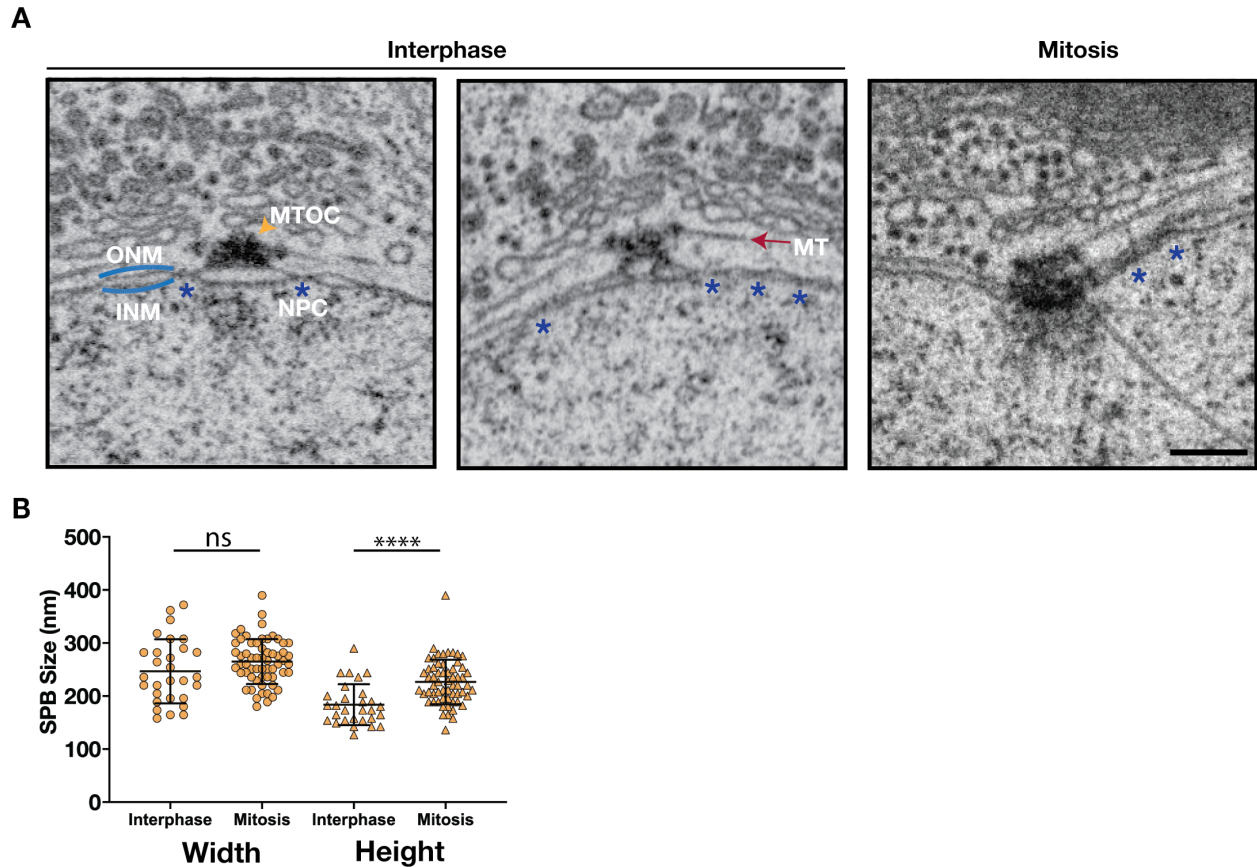 A
Interphase
Mitosis
MTOC
ONM
INM
*
*
NPC
MT
*
*
*
*
*
*
B
SPB Size (nm)
500
400
300
200
100
0
ns
****
Interphase
Mitosis
Interphase
Mitosis
Width
Height